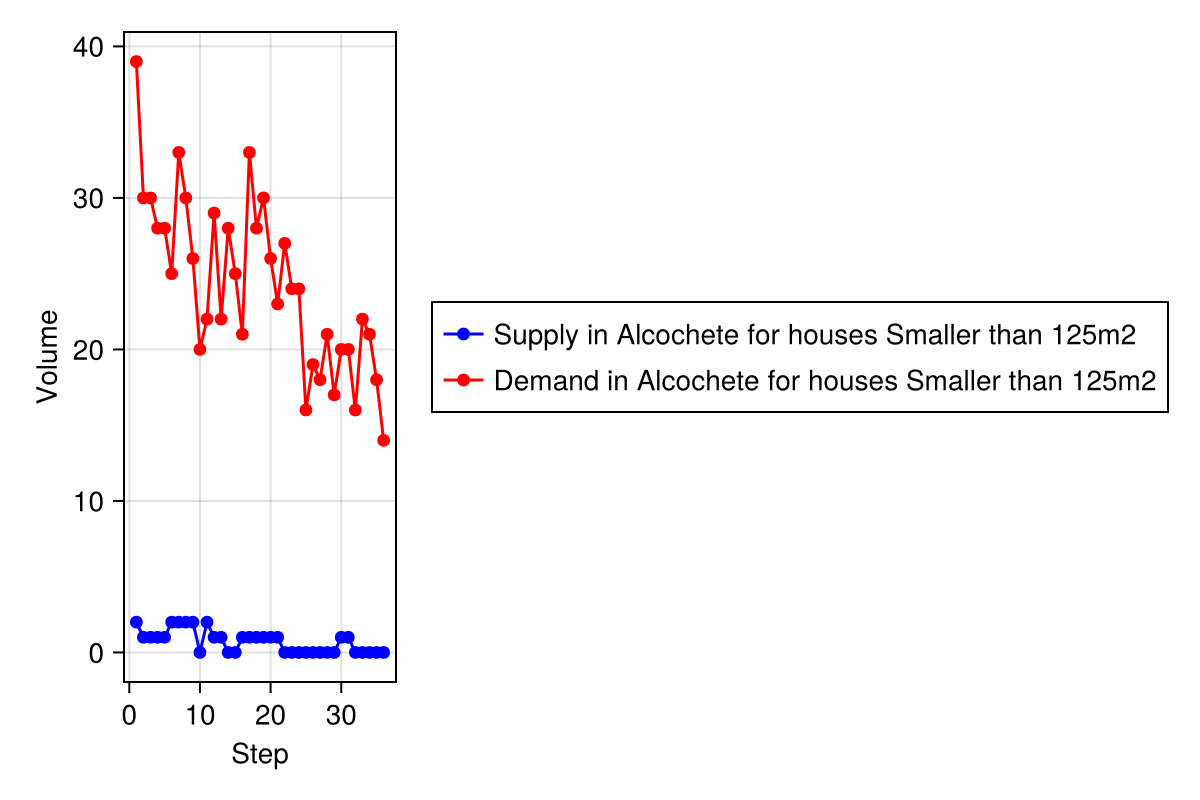 40
30
20
10
0
Volume
0 10 20 30
Step
Supply in Alcochete for houses Smaller than 125m2
Demand in Alcochete for houses Smaller than 125m2